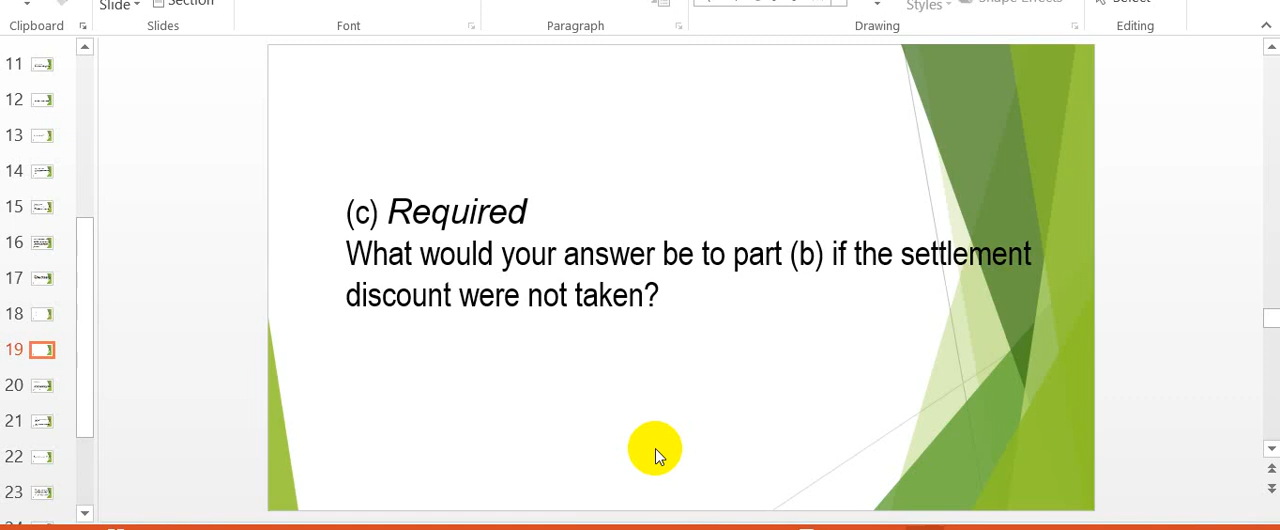 Slide
Section
Shape Effects
Select
Styles
Clipboard
Slides
Font
Paragraph
Drawing
Editing
11
12
13
14
15
16
17
18
19
20
21
22
23
(c) Required
What would your answer be to part (b) if the settlement
discount were not taken?